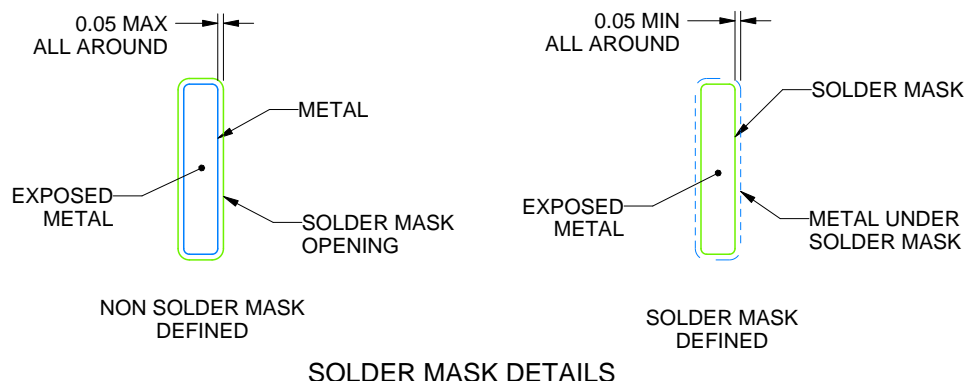 0.05 MAX
ALL AROUND
METAL
EXPOSED
METAL
SOLDER MASK
OPENING
NON SOLDER MASK
DEFINED
0.05 MIN
ALL AROUND
SOLDER MASK
EXPOSED
METAL
METAL UNDER
SOLDER MASK
SOLDER MASK
DEFINED
SOLDER MASK DETAILS